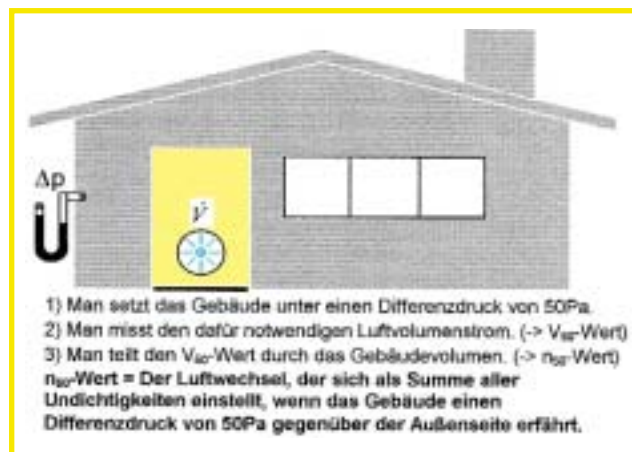 Δp
V̇
1) Man setzt das Gebäude unter einen Differenzdruck von 50Pa.
2) Man misst den dafür notwendigen Luftvolumenstrom. (-> V₅₀-Wert)
3) Man teilt den V₅₀-Wert durch das Gebäudevolumen. (-> n₅₀-Wert)
n₅₀-Wert = Der Luftwechsel, der sich als Summe aller
Undichtigkeiten einstellt, wenn das Gebäude einen
Differenzdruck von 50Pa gegenüber der Außenseite erfährt.